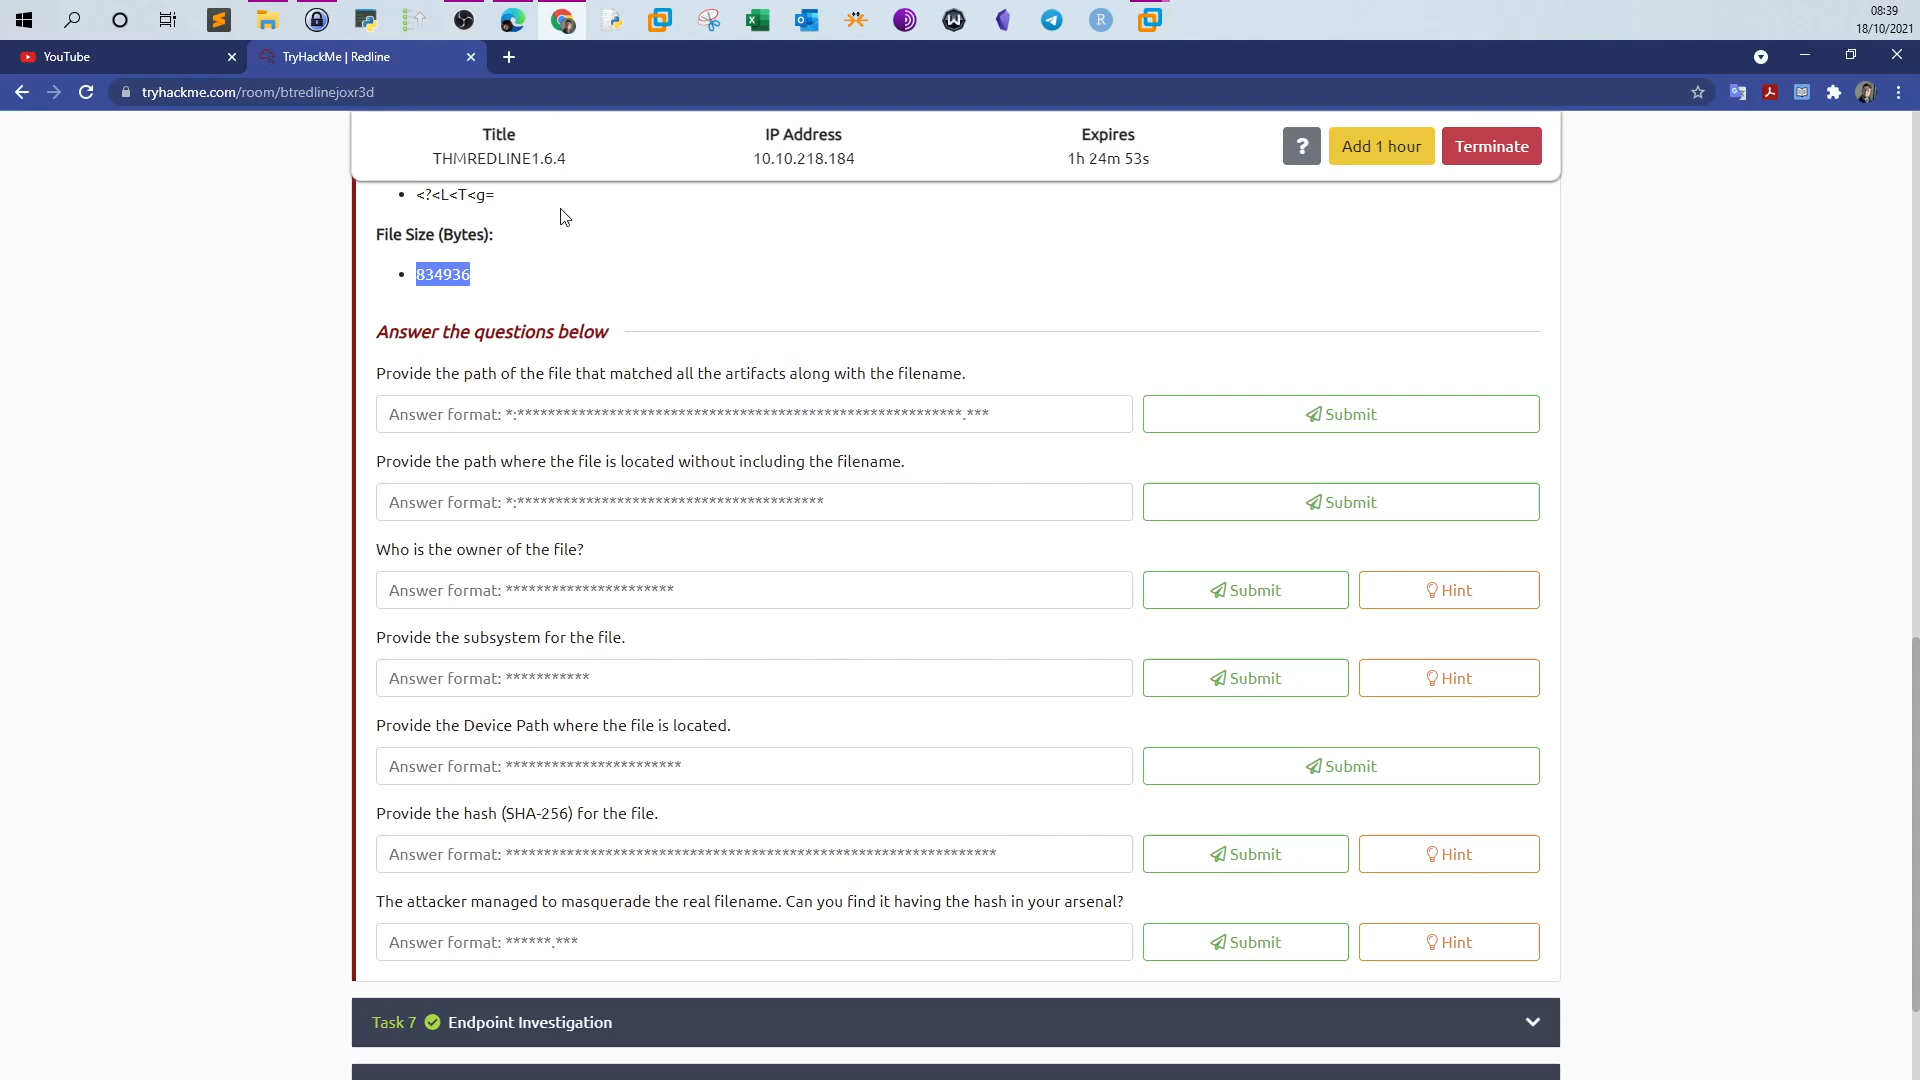 08:39
18/10/2021
YouTube
TryHackMe | Redline
tryhackme.com/room/btredlinejoxr3d
Title
IP Address
Expires
THMREDLINE1.6.4
10.10.218.184
1h 24m 53s
?
Add 1 hour
Terminate
<?<L<T<g=
File Size (Bytes):
834936
Answer the questions below
Provide the path of the file that matched all the artifacts along with the filename.
Answer format: *:**********************************************************.***
Submit
Provide the path where the file is located without including the filename.
Answer format: *:****************************************
Submit
Who is the owner of the file?
Answer format: **********************
Submit
Hint
Provide the subsystem for the file.
Answer format: ***********
Submit
Hint
Provide the Device Path where the file is located.
Answer format: ***********************
Submit
Provide the hash (SHA-256) for the file.
Answer format: ****************************************************************
Submit
Hint
The attacker managed to masquerade the real filename. Can you find it having the hash in your arsenal?
Answer format: ******.***
Submit
Hint
Task 7
Endpoint Investigation